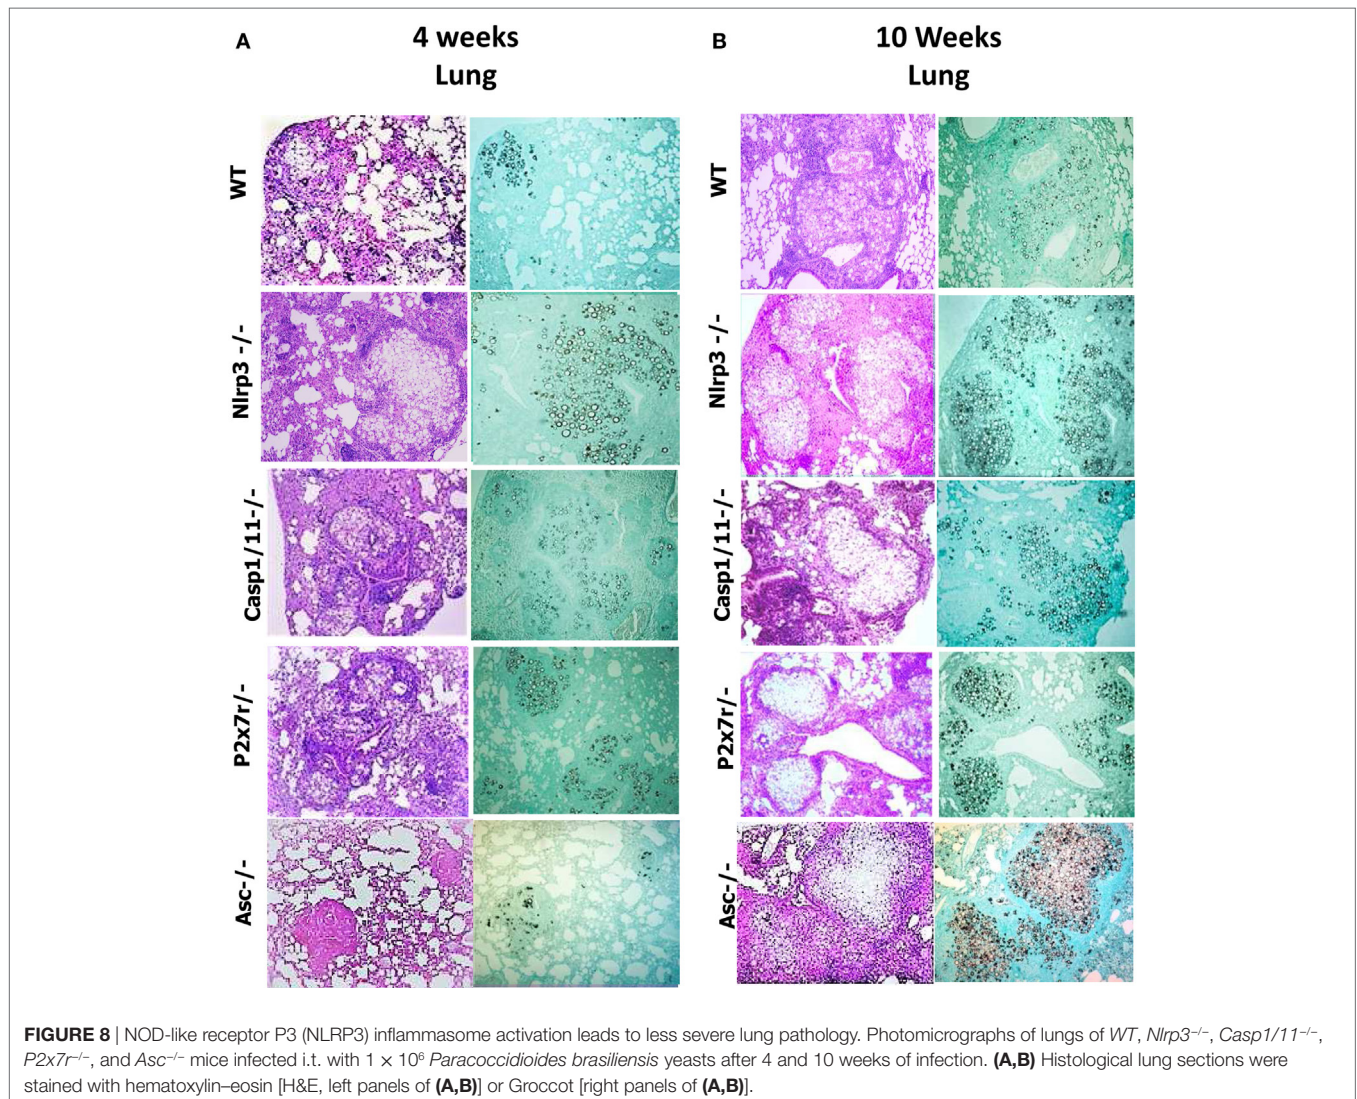 A
4 weeks
Lung
B
10 Weeks
Lung
WT
Nlrp3 -/-
Casp1/11-/-
P2x7r/-
Asc-/-
WT
Nlrp3 -/-
Casp1/11-/-
P2x7r/-
Asc-/-
FIGURE 8 | NOD-like receptor P3 (NLRP3) inflammasome activation leads to less severe lung pathology. Photomicrographs of lungs of WT, Nlrp3⁻/⁻, Casp1/11⁻/⁻,
P2x7r⁻/⁻, and Asc⁻/⁻ mice infected i.t. with 1 × 10⁶ Paracoccidioides brasiliensis yeasts after 4 and 10 weeks of infection. (A,B) Histological lung sections were
stained with hematoxylin–eosin [H&E, left panels of (A,B)] or Groccot [right panels of (A,B)].